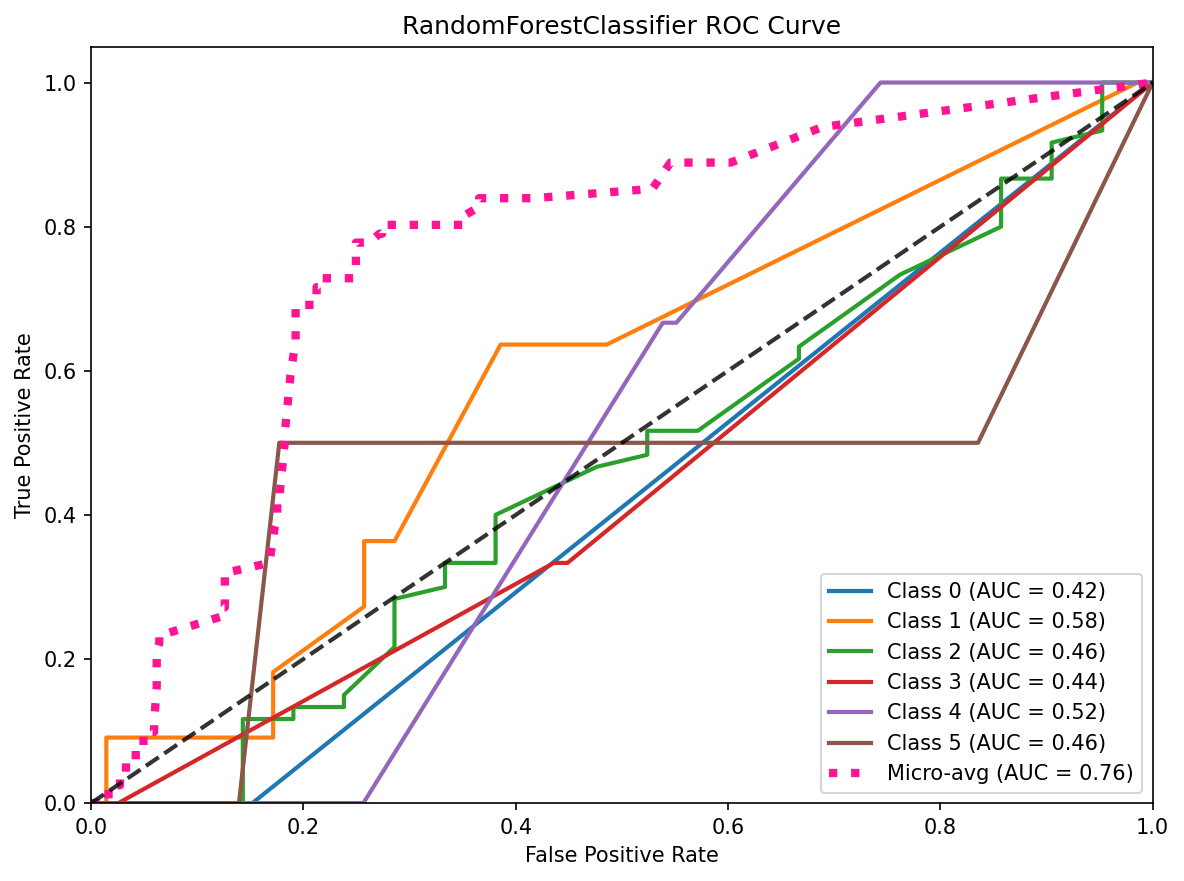 RandomForestClassifier ROC Curve
True Positive Rate
1.0
0.8
0.6
0.4
0.2
0.0
Class 0 (AUC = 0.42)
Class 1 (AUC = 0.58)
Class 2 (AUC = 0.46)
Class 3 (AUC = 0.44)
Class 4 (AUC = 0.52)
Class 5 (AUC = 0.46)
Micro-avg (AUC = 0.76)
0.0 0.2 0.4 0.6 0.8 1.0
False Positive Rate